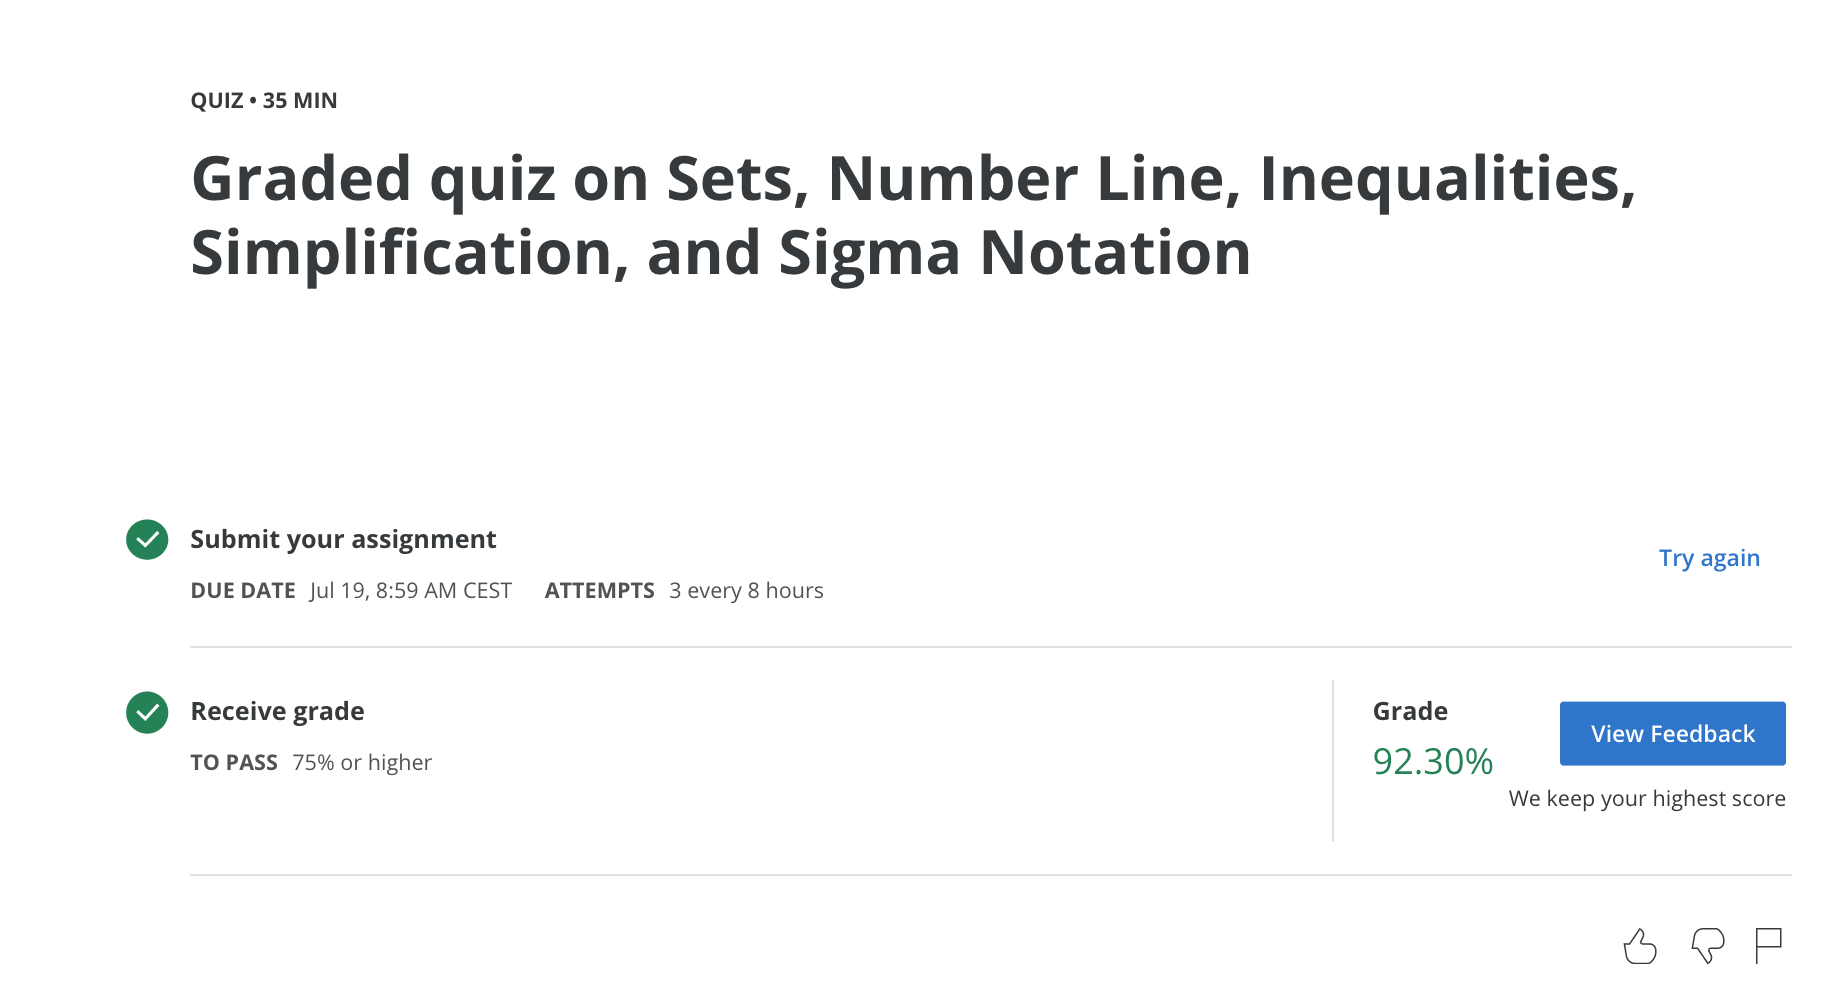 QUIZ • 35 MIN
Graded quiz on Sets, Number Line, Inequalities,
Simplification, and Sigma Notation
Submit your assignment
DUE DATE Jul 19, 8:59 AM CEST ATTEMPTS 3 every 8 hours
Try again
Receive grade
TO PASS 75% or higher
Grade
92.30%
View Feedback
We keep your highest score